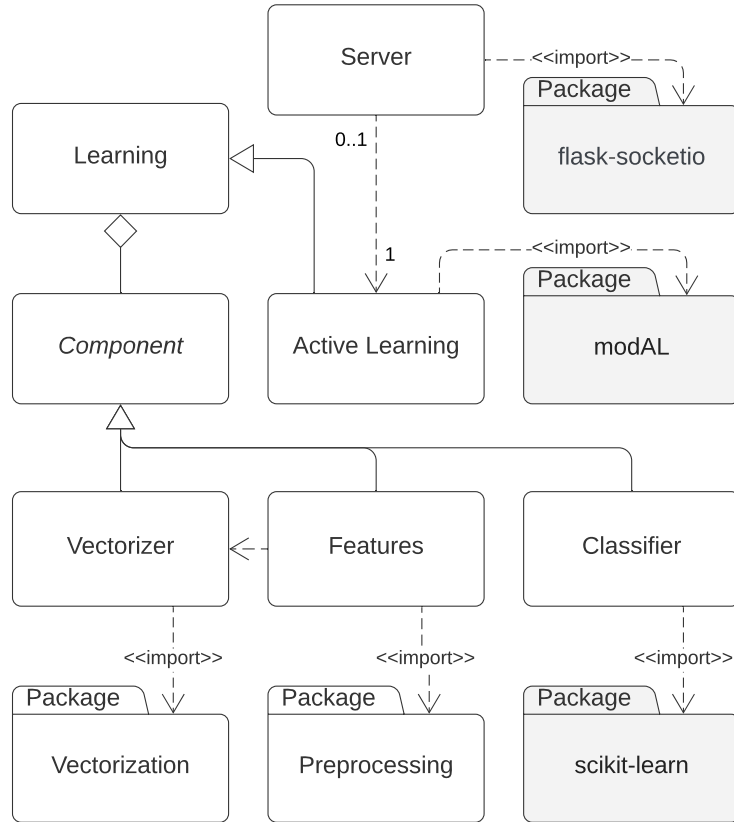 Server
<<import>>
Package
flask-socketio
Learning
0..1
1
<<import>>
Package
modAL
Component
Active Learning
Vectorizer
Features
Classifier
<<import>>
<<import>>
<<import>>
Package
Package
Package
Vectorization
Preprocessing
scikit-learn